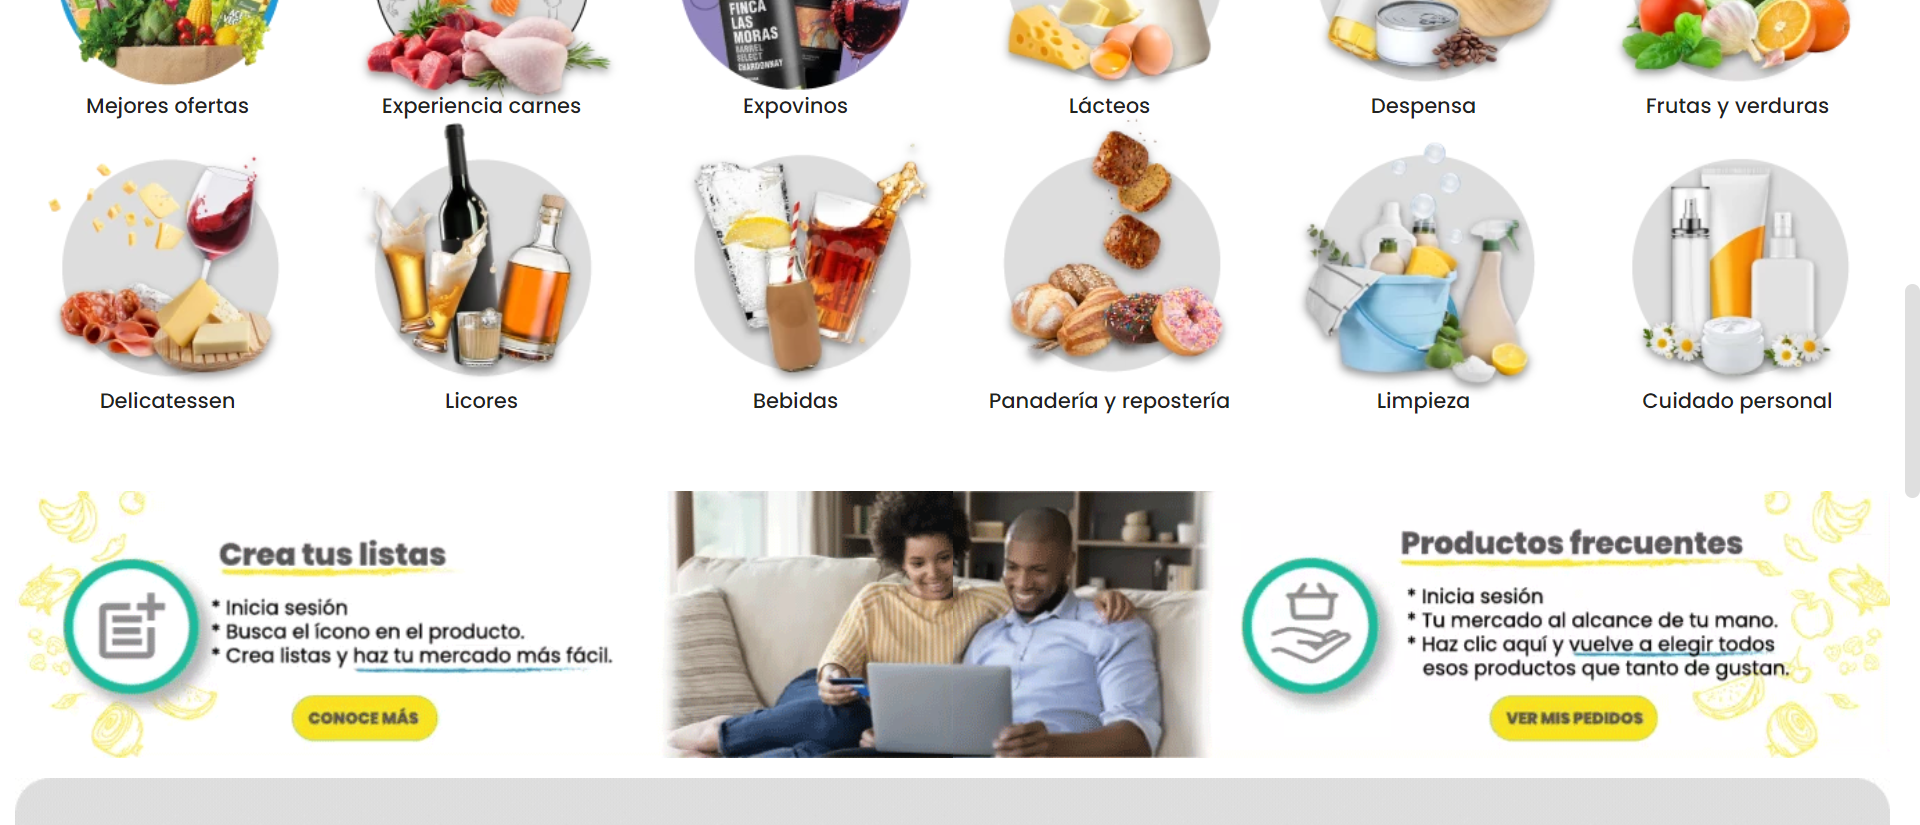 FINCA
LAS
MORAS
BARREL
SELECT
CHARDONNAY
Mejores ofertas
Experiencia carnes
Expovinos
Lácteos
Despensa
Frutas y verduras
Delicatessen
Licores
Bebidas
Panadería y repostería
Limpieza
Cuidado personal
Crea tus listas
* Inicia sesión
* Busca el ícono en el producto.
* Crea listas y haz tu mercado más fácil.
CONOCE MÁS
Productos frecuentes
* Inicia sesión
* Tu mercado al alcance de tu mano.
* Haz clic aquí y vuelve a elegir todos
esos productos que tanto de gustan.
VER MIS PEDIDOS